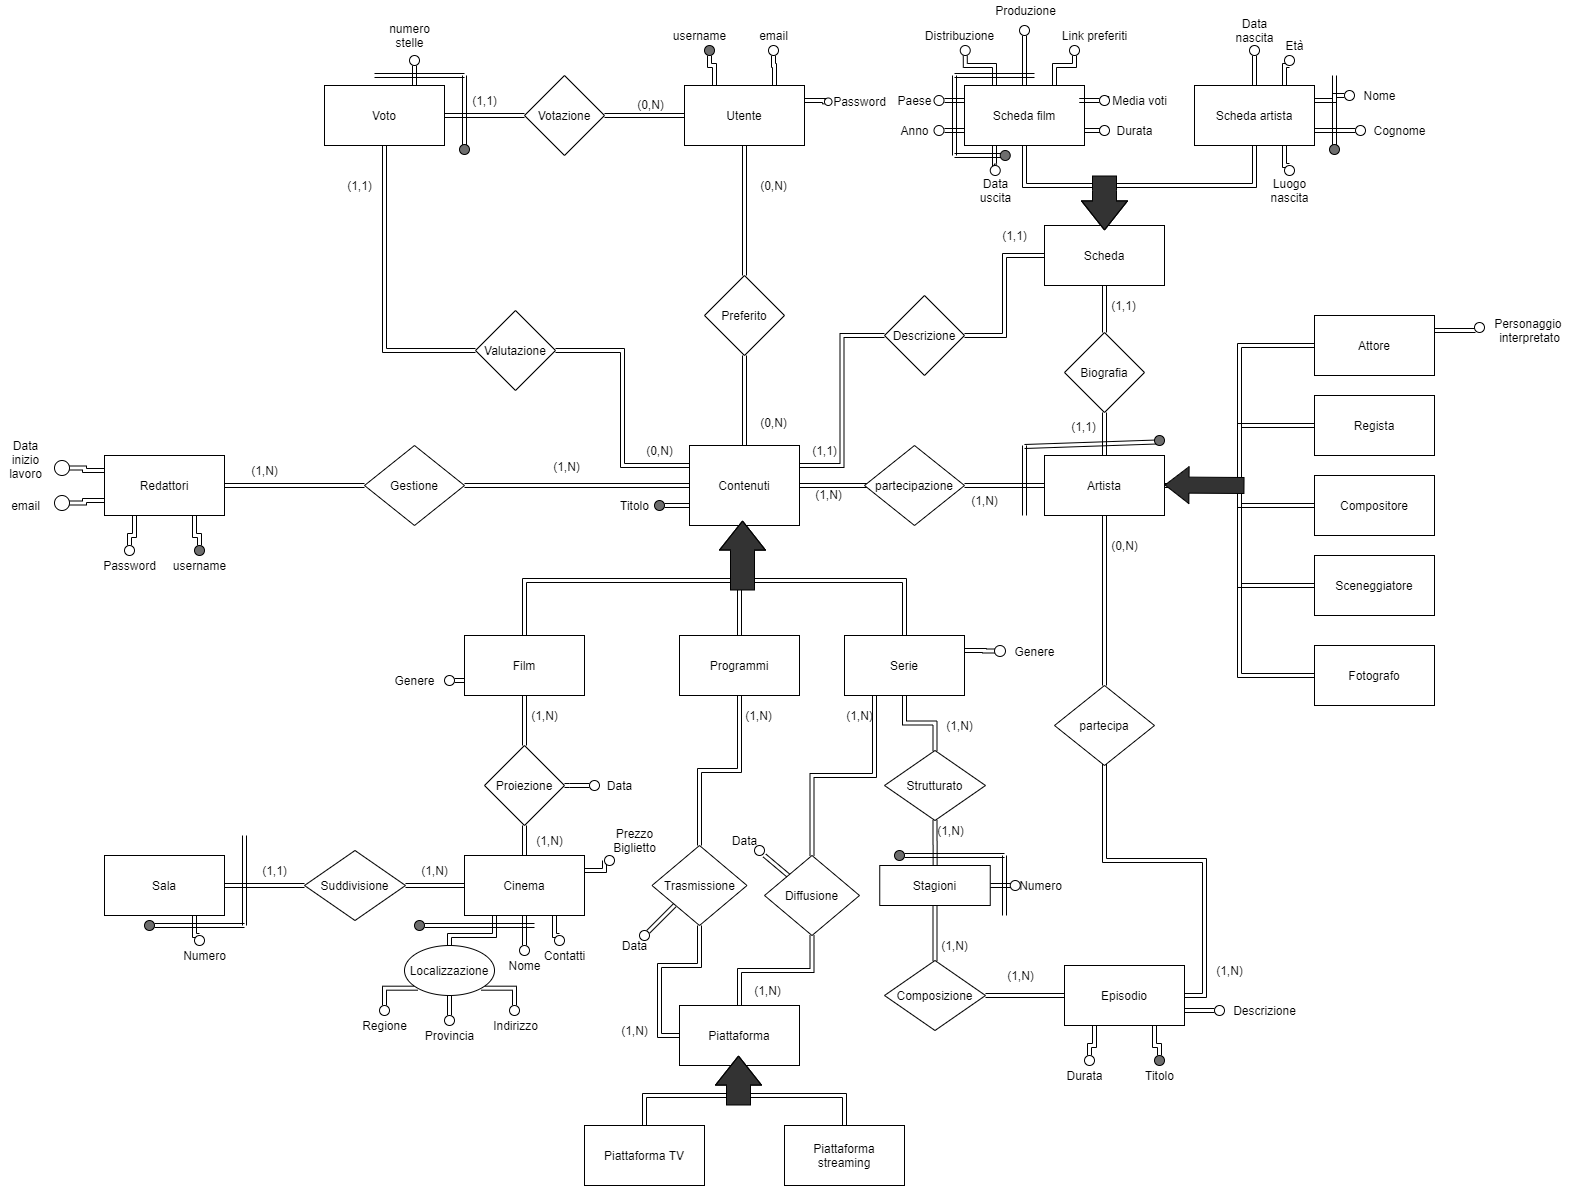 Produzione
numero
stelle
username
email
Distribuzione
Link preferiti
Data
nascita
Età
Voto
(1,1)
Votazione
(0,N)
Utente
Password
Paese
Anno
Scheda film
Media voti
Durata
Data
uscita
Scheda artista
Nome
Cognome
Luogo
nascita
(1,1)
(0,N)
(1,1)
Scheda
(1,1)
Preferito
Descrizione
Valutazione
Biografia
Attore
Personaggio
interpretato
Regista
Compositore
Sceneggiatore
Fotografo
(0,N)
(0,N)
(1,1)
(1,1)
Data
inizio
lavoro
email
Redattori
(1,N)
Gestione
(1,N)
Contenuti
Titolo
(1,N)
partecipazione
(1,N)
Artista
Password
username
(0,N)
Film
Genere
Programmi
Serie
Genere
(1,N)
(1,N)
(1,N)
(1,N)
partecipa
Proiezione
Data
Strutturato
(1,N)
(1,N)
Prezzo
Biglietto
Data
Sala
(1,1)
Suddivisione
(1,N)
Cinema
Trasmissione
Diffusione
Stagioni
Numero
Numero
Localizzazione
Nome
Contatti
Data
(1,N)
Regione
Provincia
Indirizzo
(1,N)
(1,N)
Piattaforma
Composizione
(1,N)
Episodio
(1,N)
Descrizione
Durata
Titolo
Piattaforma TV
Piattaforma
streaming